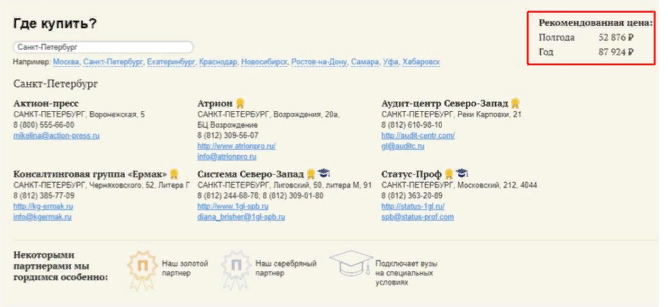 Где купить?
Рекомендованная цена:
Полгода 52 876 ₽
Год 87 924 ₽
Санкт-Петербург
Например: Москва, Санкт-Петербург, Екатеринбург, Краснодар, Новосибирск, Ростов-на-Дону, Самара, Уфа, Хабаровск
Санкт-Петербург
Актион-пресс
САНКТ-ПЕТЕРБУРГ, Воронежская, 5
8 (800) 555-66-00
mikelina@action-press.ru
Атрион
САНКТ-ПЕТЕРБУРГ, Возрождения, 20а,
БЦ Возрождение
8 (812) 309-56-07
http://www.atrionpro.ru/
info@atrionpro.ru
Аудит-центр Северо-Запад
САНКТ-ПЕТЕРБУРГ, Реки Карповки, 21
8 (812) 610-98-10
http://audit-centr.com/
gl@auditc.ru
Консалтинговая группа «Ермак»
САНКТ-ПЕТЕРБУРГ, Черняховского, 52, Литера Г
8 (812) 385-77-09
http://kg-ermak.ru
info@kgermak.ru
Система Северо-Запад
САНКТ-ПЕТЕРБУРГ, Лиговский, 50, литера М, 91
8 (812) 244-68-78, 8 (812) 309-01-80
http://www.1gl-spb.ru
diana_brisher@1gl-spb.ru
Статус-Проф
САНКТ-ПЕТЕРБУРГ, Московский, 212, 4044
8 (812) 363-20-89
http://status-1gl.ru/
spb@status-prof.com
Некоторыми
партнерами мы
гордимся особенно:
П
Наш золотой
партнер
П
Наш серебряный
партнер
Подключает вузы
на специальных
условиях